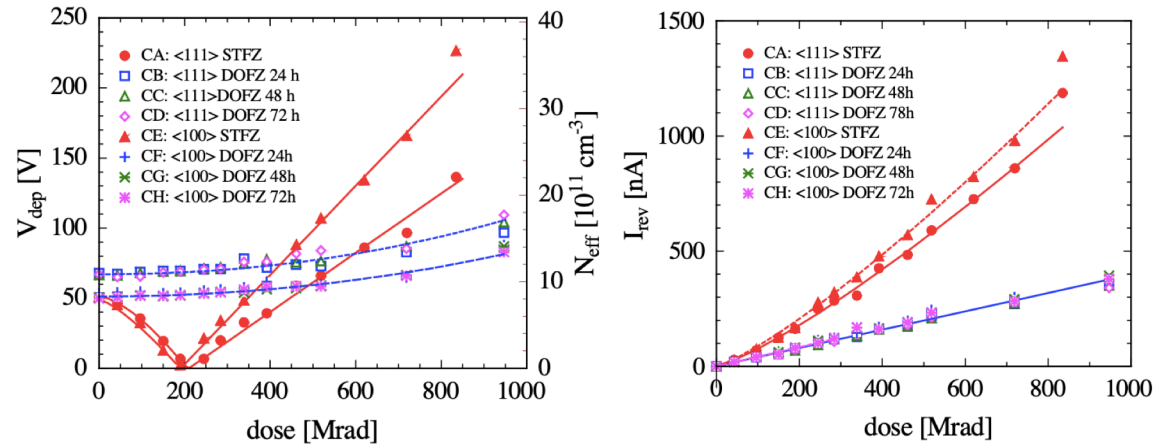 250
200
150
100
50
0
V_dep [V]
CA: <111> STFZ
CB: <111> DOFZ 24 h
CC: <111>DOFZ 48 h
CD: <111> DOFZ 72 h
CE: <100> STFZ
CF: <100> DOFZ 24h
CG: <100> DOFZ 48h
CH: <100> DOFZ 72h
40
30
20
10
0
N_eff [10^11 cm^-3]
0 200 400 600 800 1000
dose [Mrad]
1500
1000
500
0
I_rev [nA]
CA: <111> STFZ
CB: <111> DOFZ 24h
CC: <111> DOFZ 48h
CD: <111> DOFZ 78h
CE: <100> STFZ
CF: <100> DOFZ 24h
CG: <100> DOFZ 48h
CH: <100> DOFZ 72h
0 200 400 600 800 1000
dose [Mrad]